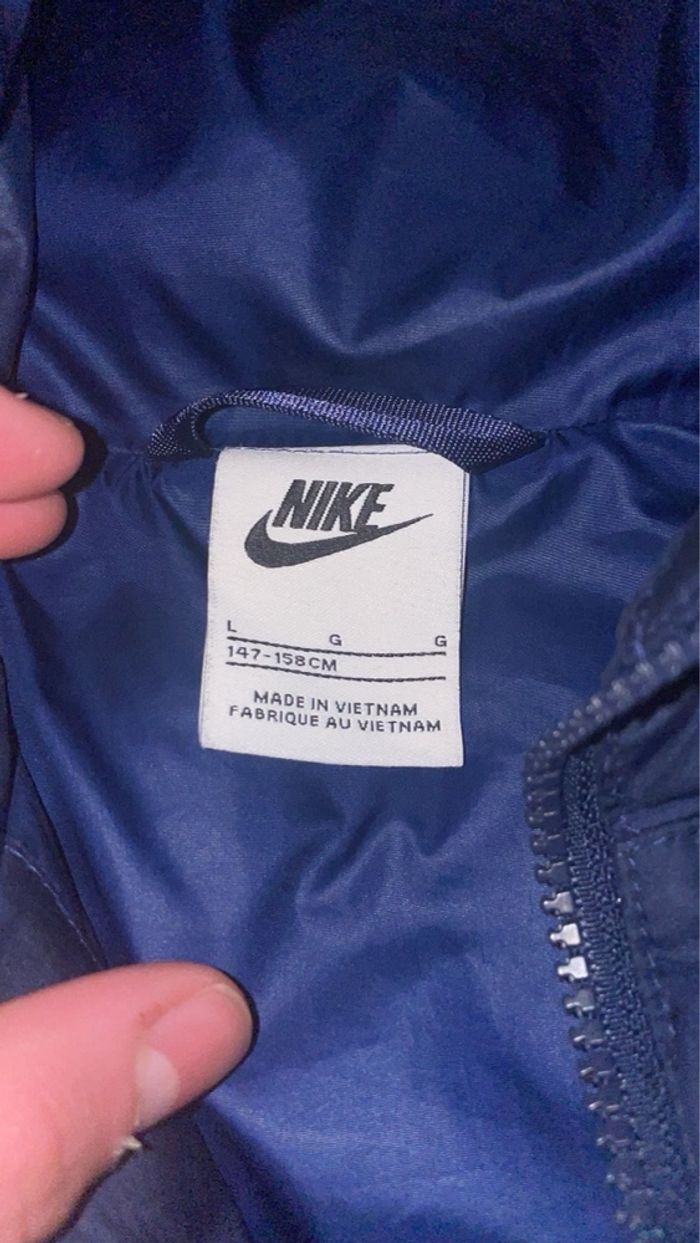 NIKE
L G G
147-158CM
MADE IN VIETNAM
FABRIQUE AU VIETNAM